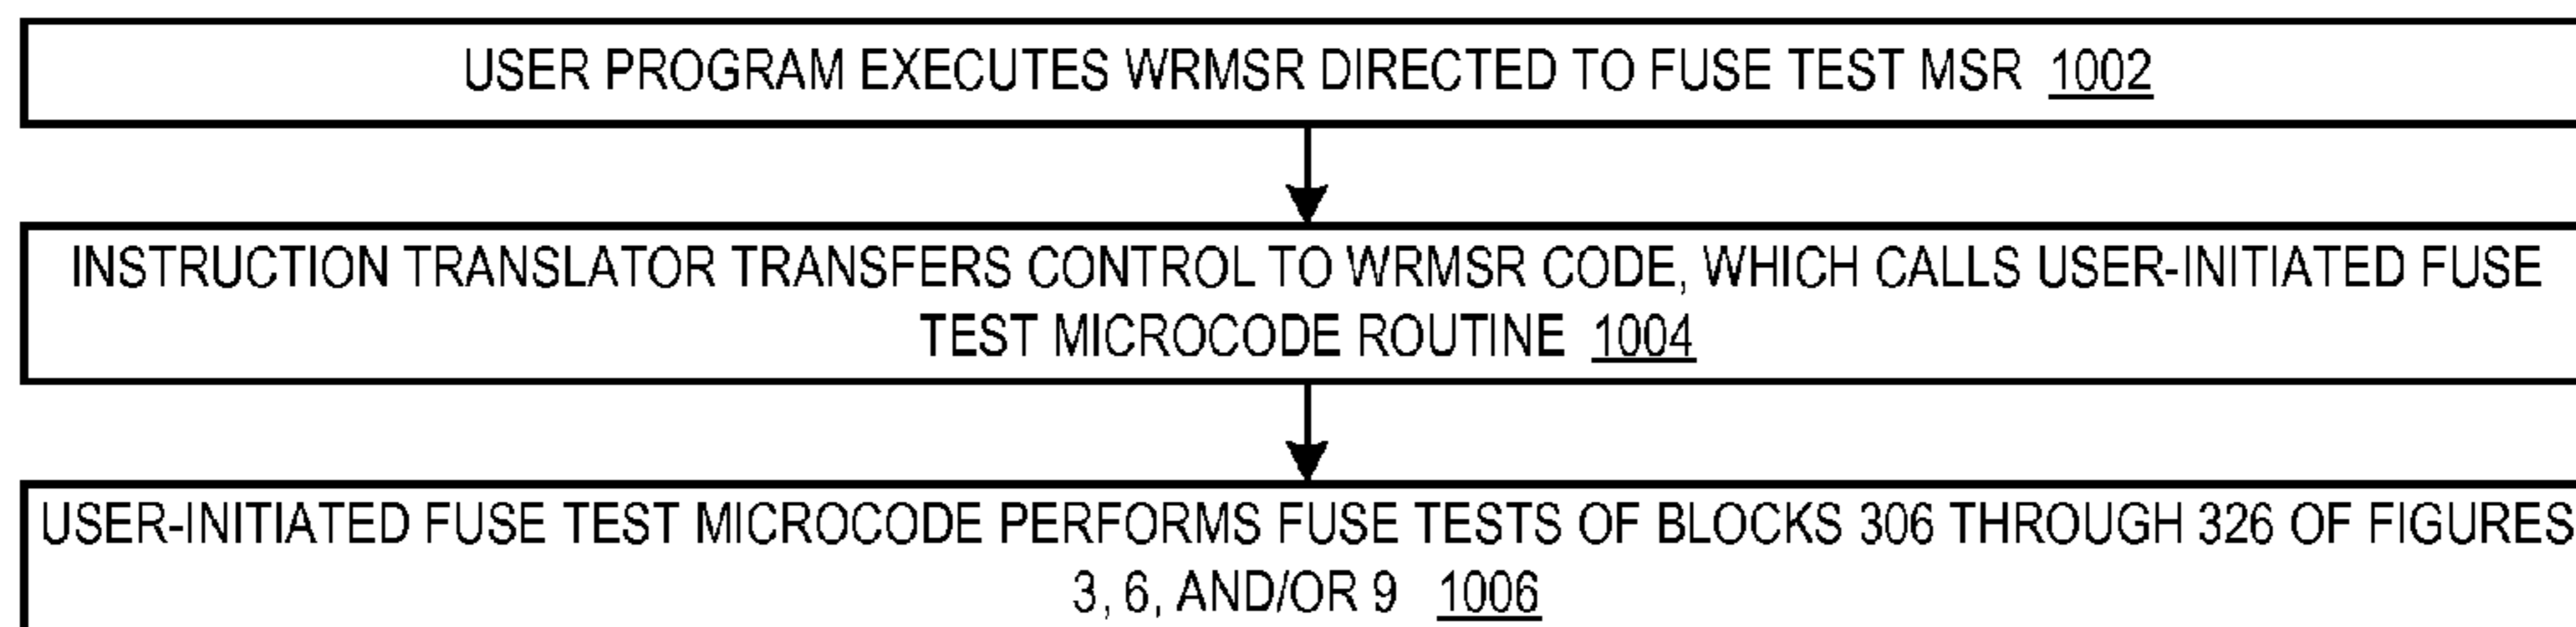 USER PROGRAM EXECUTES WRMSR DIRECTED TO FUSE TEST MSR 1002
INSTRUCTION TRANSLATOR TRANSFERS CONTROL TO WRMSR CODE, WHICH CALLS USER-INITIATED FUSE
TEST MICROCODE ROUTINE 1004
USER-INITIATED FUSE TEST MICROCODE PERFORMS FUSE TESTS OF BLOCKS 306 THROUGH 326 OF FIGURES
3, 6, AND/OR 9 1006